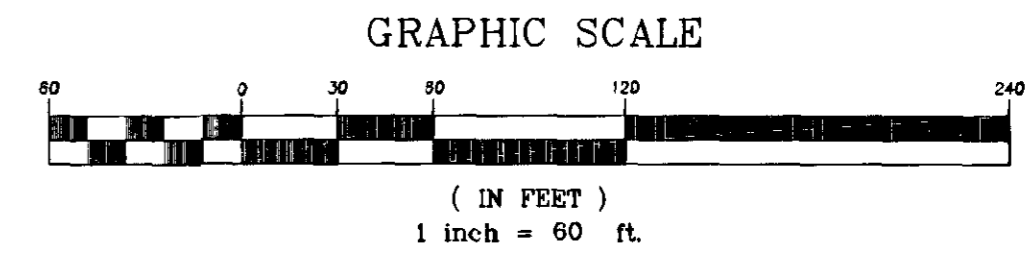 GRAPHIC SCALE
60 0 30 60 120 240
( IN FEET )
1 inch = 60 ft.